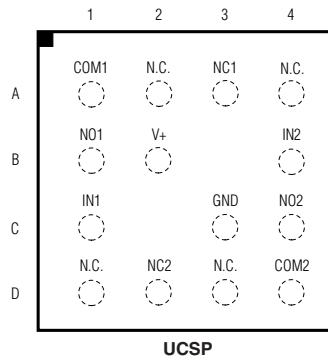 1 2 3 4
A COM1 N.C. NC1 N.C.
B NO1 V+ IN2
C IN1 GND NO2
D N.C. NC2 N.C. COM2
UCSP